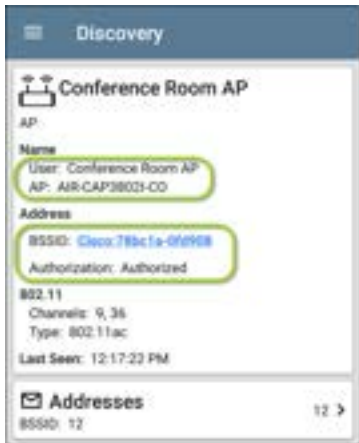 Discovery
Conference Room AP
AP
Name
User: Conference Room AP
AP: AIR-CAP3802I-CO
Address
BSSID: Cisco:78bc1a-0fd908
Authorization: Authorized
802.11
Channels: 9, 36
Type: 802.11ac
Last Seen: 12:17:22 PM
Addresses
12 >
BSSID: 12